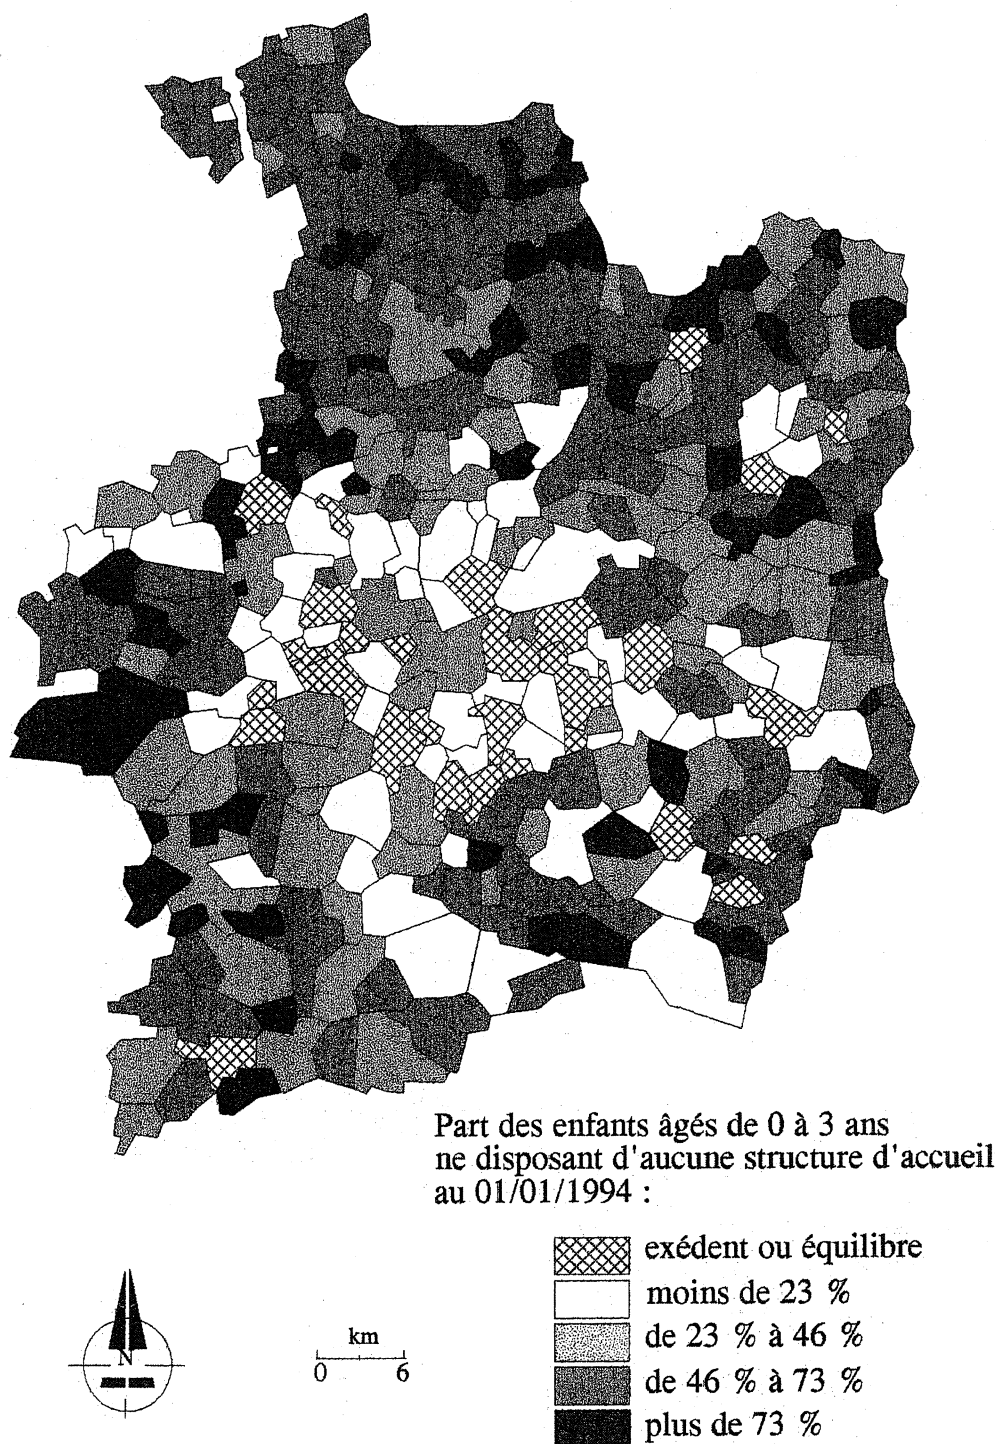 Part des enfants âgés de 0 à 3 ans
ne disposant d'aucune structure d'accueil
au 01/01/1994 :
exédent ou équilibre
moins de 23 %
de 23 % à 46 %
de 46 % à 73 %
plus de 73 %
N
km
0 6